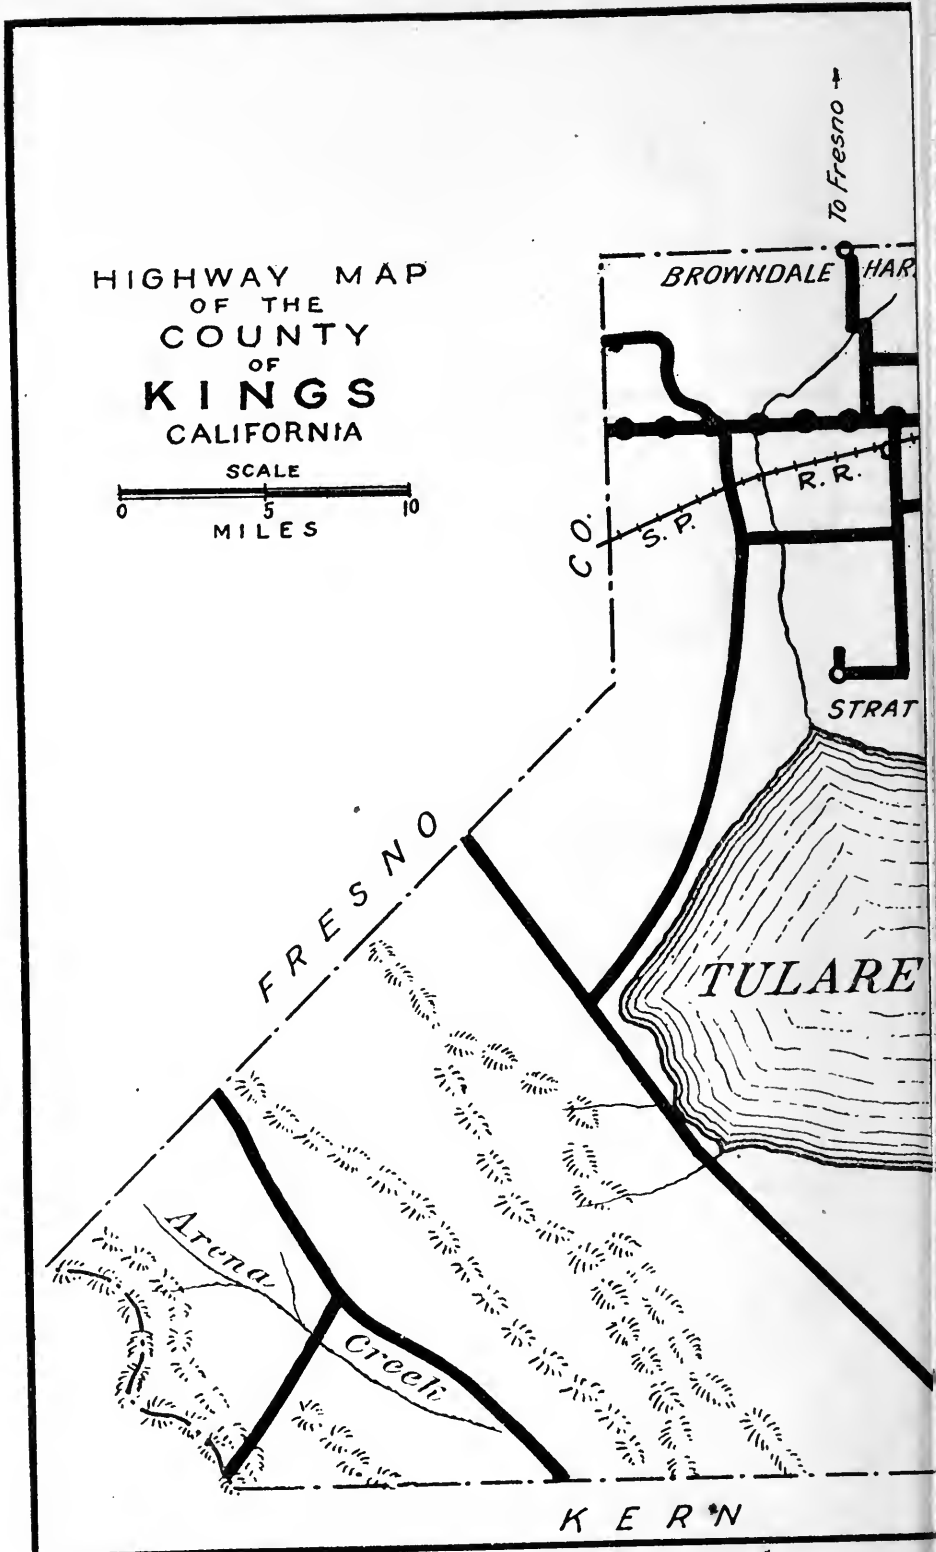 To Fresno →
HIGHWAY MAP
OF THE
COUNTY
OF
KINGS
CALIFORNIA
SCALE
0 5 10
MILES
BROWNDALE HAR
R. R.
S. P.
CO.
STRAT
FRESNO
TULARE
Arena
Creek
KERN